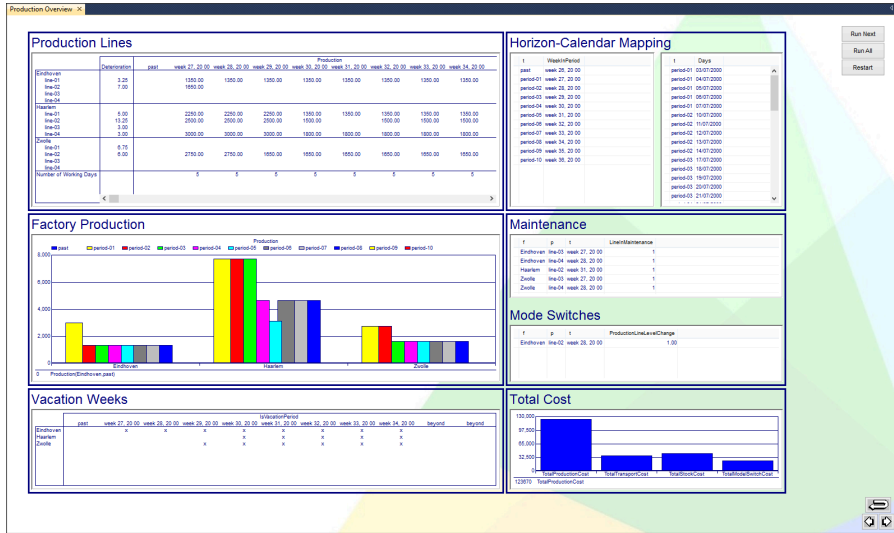 Production Overview ×
Run Next
Run All
Restart
Production Lines
Production
Deterioration past week 27, 20 00 week 28, 20 00 week 29, 20 00 week 30, 20 00 week 31, 20 00 week 32, 20 00 week 33, 20 00 week 34, 20 00
Eindhoven
line-01 3.25 1350.00 1350.00 1350.00 1350.00 1350.00 1350.00 1350.00 1350.00
line-02 7.00 1650.00
line-03
line-04
Haarlem
line-01 5.00 2250.00 2250.00 2250.00 1350.00 1350.00 1350.00 1350.00 1350.00
line-02 13.25 2500.00 2500.00 2500.00 1500.00 1500.00 1500.00 1500.00
line-03 3.00
line-04 3.00 3000.00 3000.00 3000.00 1800.00 1800.00 1800.00 1800.00 1800.00
Zwolle
line-01 6.75
line-02 6.00 2750.00 2750.00 1650.00 1650.00 1650.00 1650.00 1650.00 1650.00
line-03
line-04
Number of Working Days 5 5 5 5 5 5 5 5
Horizon-Calendar Mapping
t WeekInPeriod
past week 26, 20 00
period-01 week 27, 20 00
period-02 week 28, 20 00
period-03 week 29, 20 00
period-04 week 30, 20 00
period-05 week 31, 20 00
period-06 week 32, 20 00
period-07 week 33, 20 00
period-08 week 34, 20 00
period-09 week 35, 20 00
period-10 week 36, 20 00
t Days
period-01 03/07/2000
period-01 04/07/2000
period-01 05/07/2000
period-01 06/07/2000
period-01 07/07/2000
period-02 10/07/2000
period-02 11/07/2000
period-02 12/07/2000
period-02 13/07/2000
period-02 14/07/2000
period-03 17/07/2000
period-03 18/07/2000
period-03 19/07/2000
period-03 20/07/2000
period-03 21/07/2000
Factory Production
Production
past period-01 period-02 period-03 period-04 period-05 period-06 period-07 period-08 period-09 period-10
8,000
6,000
4,000
2,000
0
Eindhoven Haarlem Zwolle
0 Production(Eindhoven,past)
Maintenance
f p t LineInMaintenance
Eindhoven line-03 week 27, 20 00 1
Eindhoven line-04 week 28, 20 00 1
Haarlem line-02 week 31, 20 00 1
Zwolle line-03 week 27, 20 00 1
Zwolle line-04 week 28, 20 00 1
Mode Switches
f p t ProductionLineLevelChange
Eindhoven line-02 week 28, 20 00 1.00
Vacation Weeks
IsVacationPeriod
past week 27, 20 00 week 28, 20 00 week 29, 20 00 week 30, 20 00 week 31, 20 00 week 32, 20 00 week 33, 20 00 week 34, 20 00 beyond beyond
Eindhoven x x x x x x x x
Haarlem x x x x x
Zwolle x x x x x x
Total Cost
130,000
97,500
65,000
32,500
0
TotalProductionCost TotalTransportCost TotalStockCost TotalModelSwitchCost
123670 TotalProductionCost